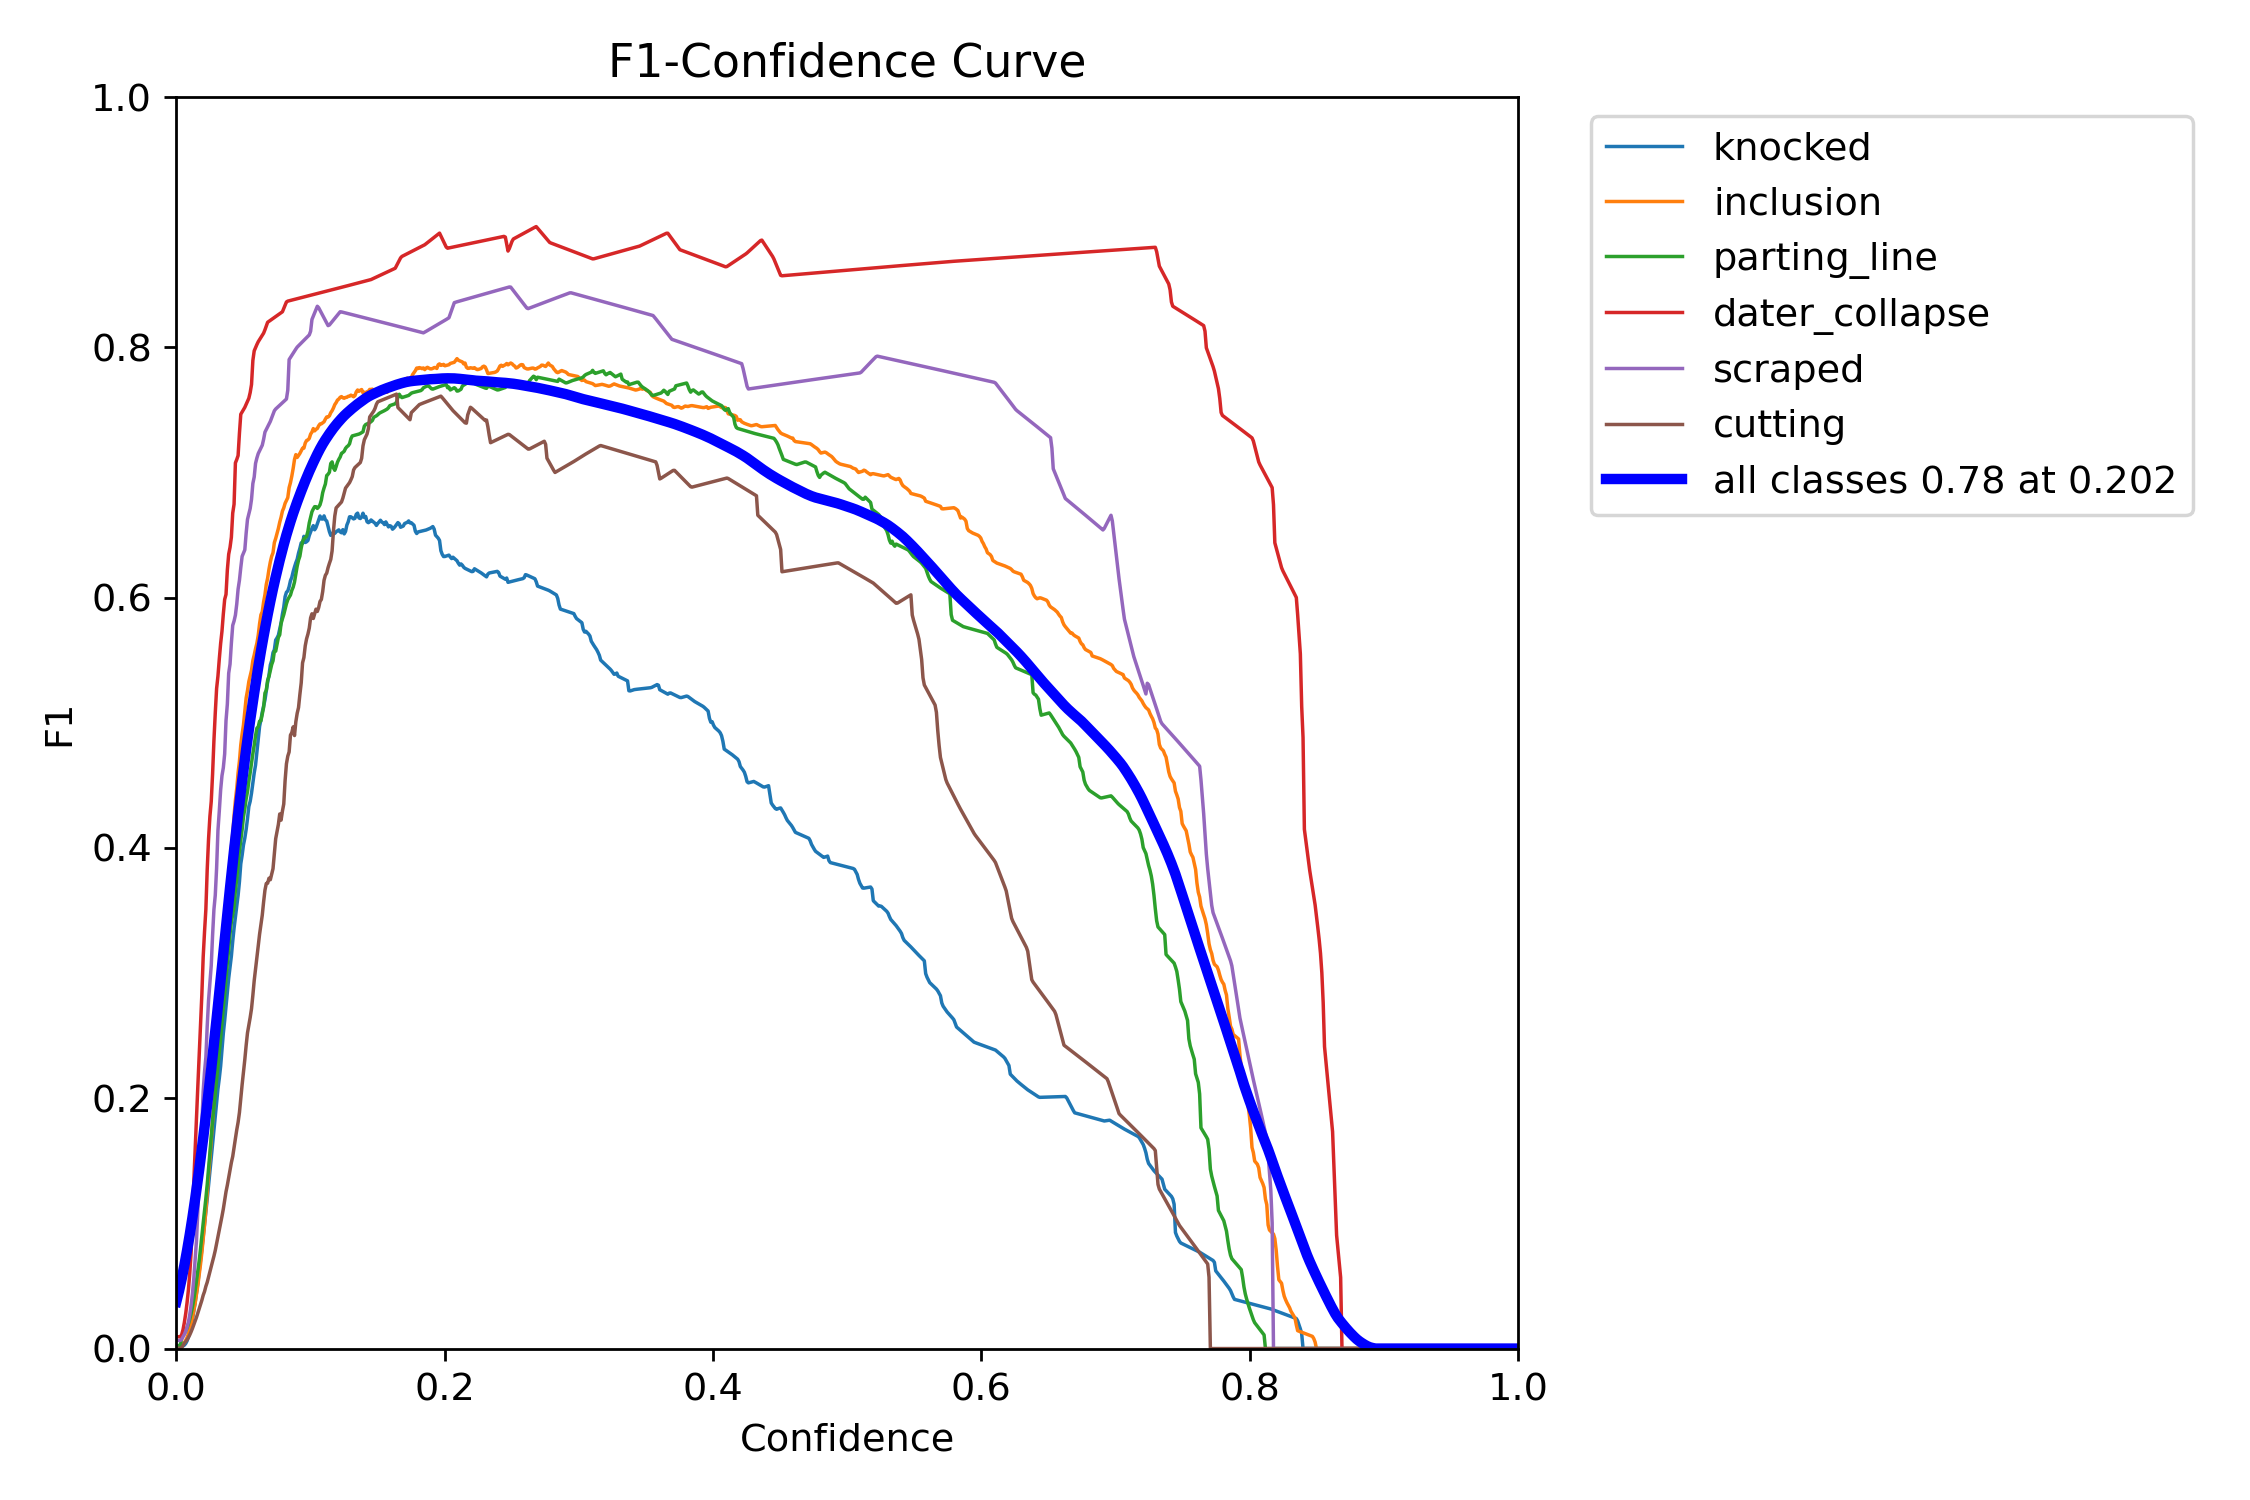 F1-Confidence Curve
1.0
0.8
0.6
0.4
0.2
0.0
F1
0.0 0.2 0.4 0.6 0.8 1.0
Confidence
knocked
inclusion
parting_line
dater_collapse
scraped
cutting
all classes 0.78 at 0.202